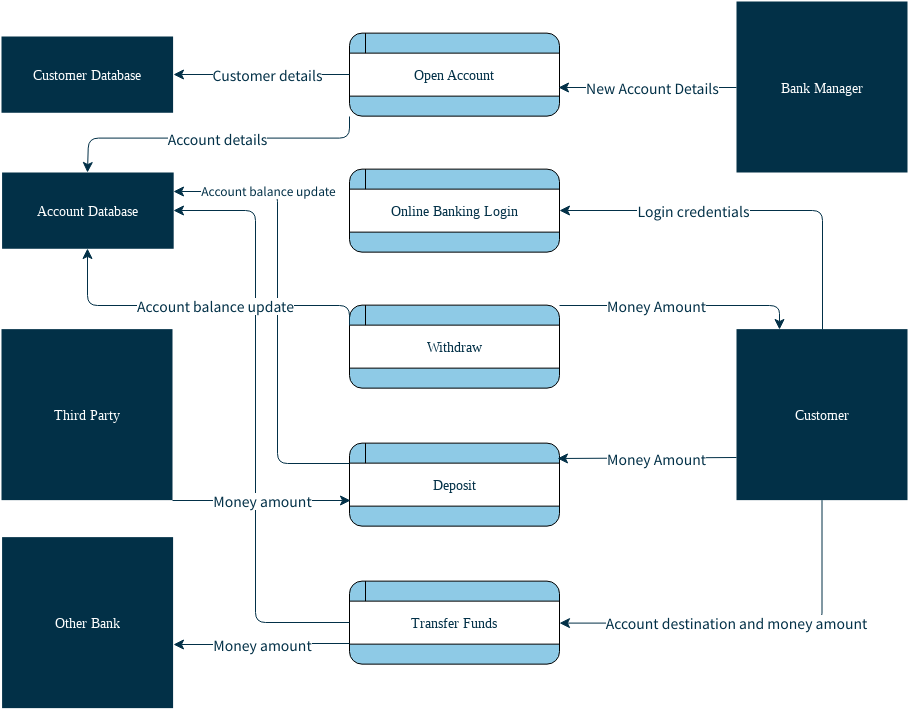 Customer Database
Customer details
Open Account
New Account Details
Bank Manager
Account details
Account Database
Account balance update
Online Banking Login
Login credentials
Account balance update
Withdraw
Money Amount
Third Party
Customer
Deposit
Money Amount
Money amount
Other Bank
Transfer Funds
Account destination and money amount
Money amount